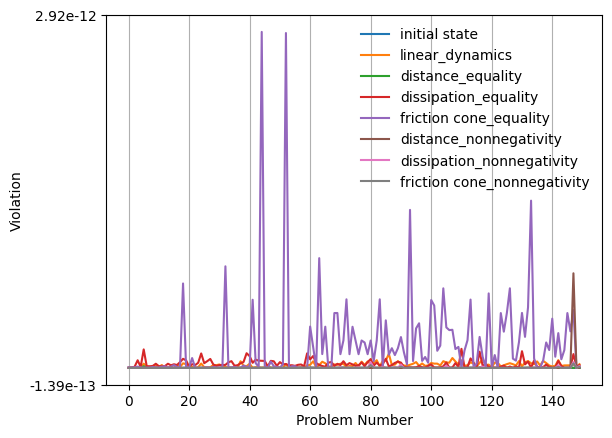 2.92e-12
initial state
linear_dynamics
distance_equality
dissipation_equality
friction cone_equality
distance_nonnegativity
dissipation_nonnegativity
friction cone_nonnegativity
Violation
-1.39e-13
0 20 40 60 80 100 120 140
Problem Number